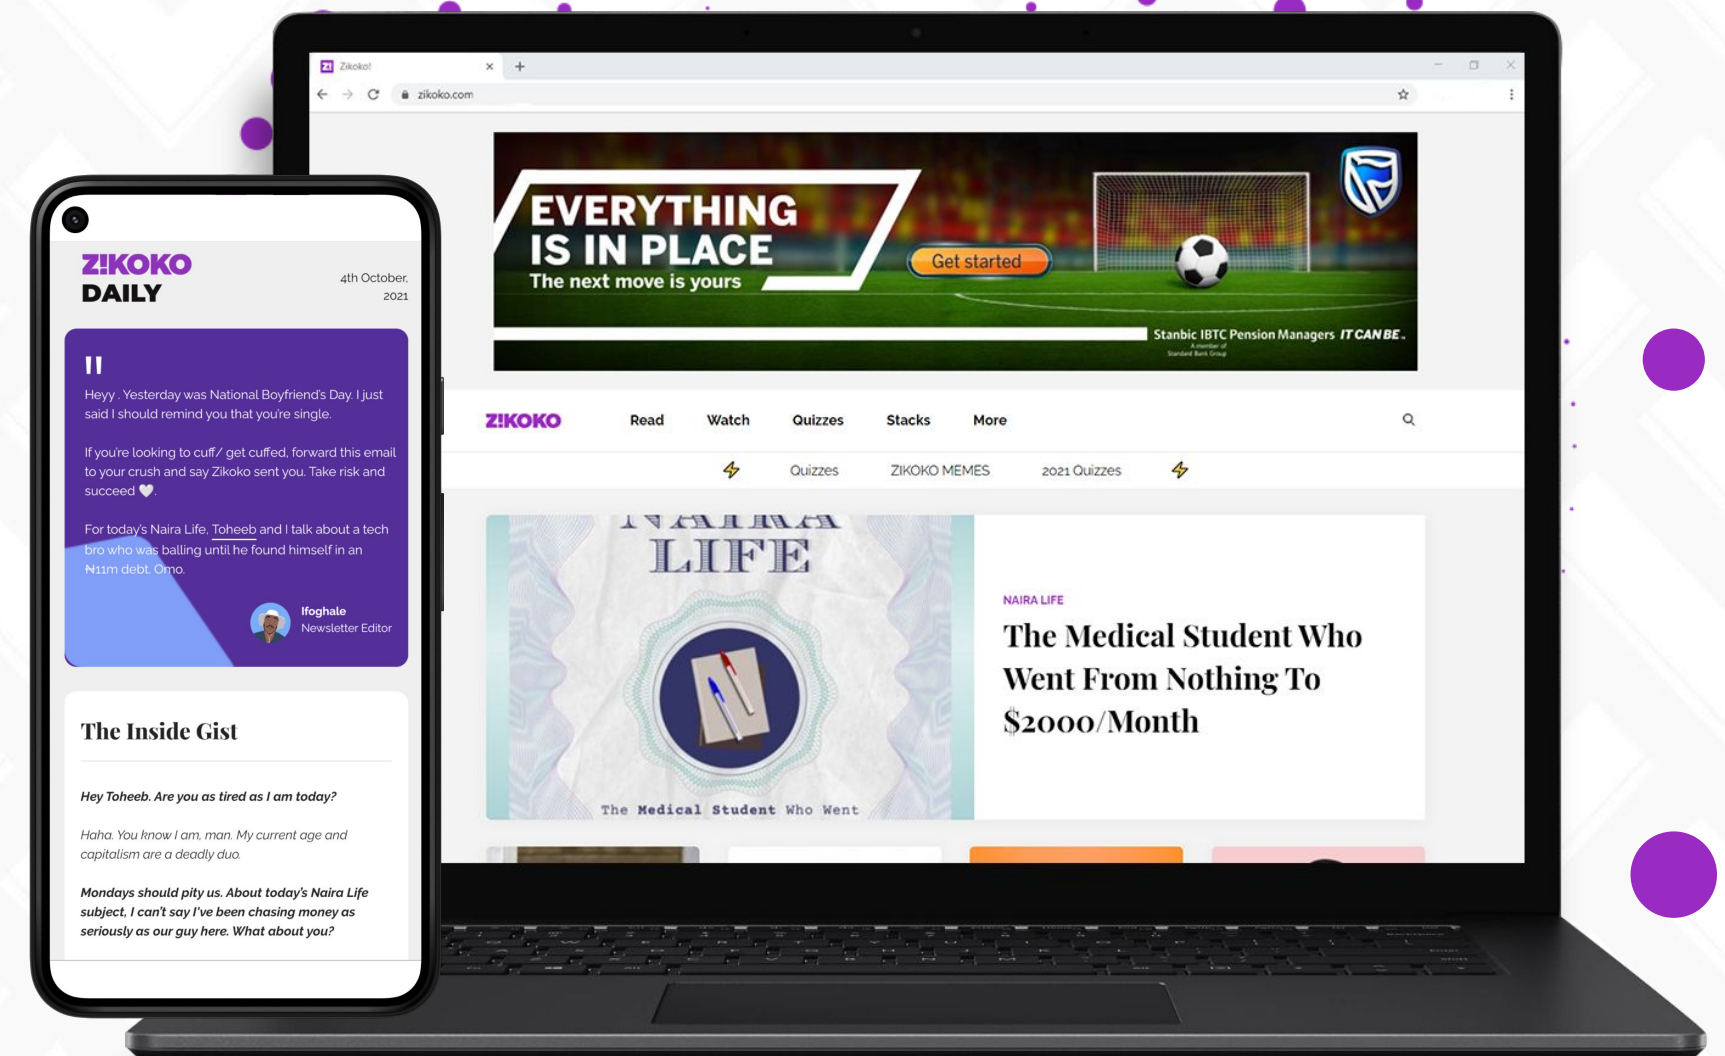 Zikoko!
zikoko.com
EVERYTHING
IS IN PLACE
The next move is yours
Get started
Stanbic IBTC Pension Managers IT CAN BE™
A member of
Standard Bank Group
Z!KOKO
Read Watch Quizzes Stacks More
Quizzes ZIKOKO MEMES 2021 Quizzes
NAIRA
LIFE
The Medical Student Who Went
NAIRA LIFE
The Medical Student Who
Went From Nothing To
$2000/Month
Z!KOKO
DAILY
4th October,
2021
"
Heyy . Yesterday was National Boyfriend's Day. I just
said I should remind you that you're single.
If you're looking to cuff/ get cuffed, forward this email
to your crush and say Zikoko sent you. Take risk and
succeed 🤍.
For today's Naira Life, Toheeb and I talk about a tech
bro who was balling until he found himself in an
₦11m debt. Omo.
Ifoghale
Newsletter Editor
The Inside Gist
Hey Toheeb. Are you as tired as I am today?
Haha. You know I am, man. My current age and
capitalism are a deadly duo.
Mondays should pity us. About today's Naira Life
subject, I can't say I've been chasing money as
seriously as our guy here. What about you?